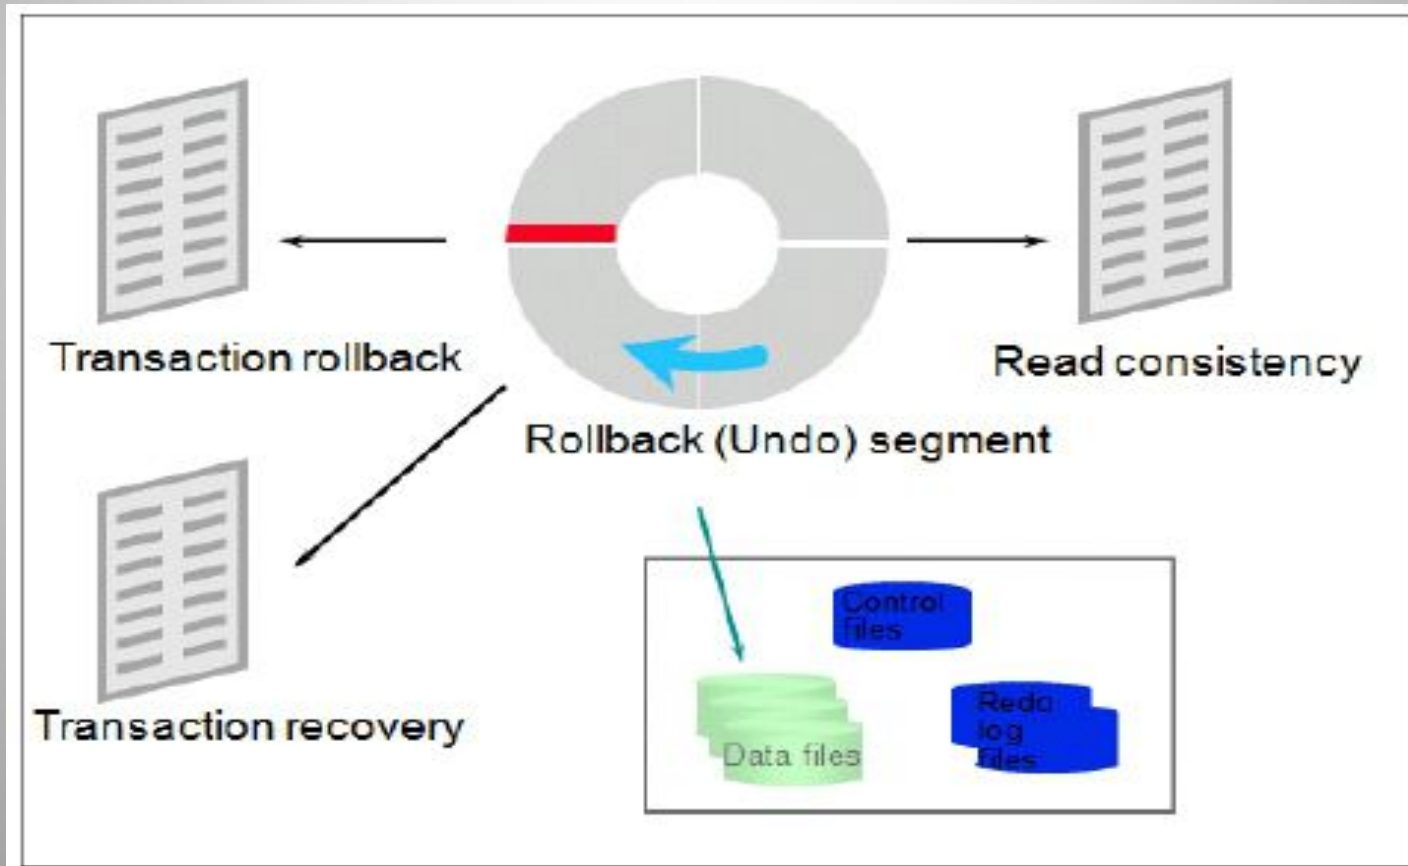 Transaction rollback
Read consistency
Rollback (Undo) segment
Control
files
Transaction recovery
Redo
log
files
Data files